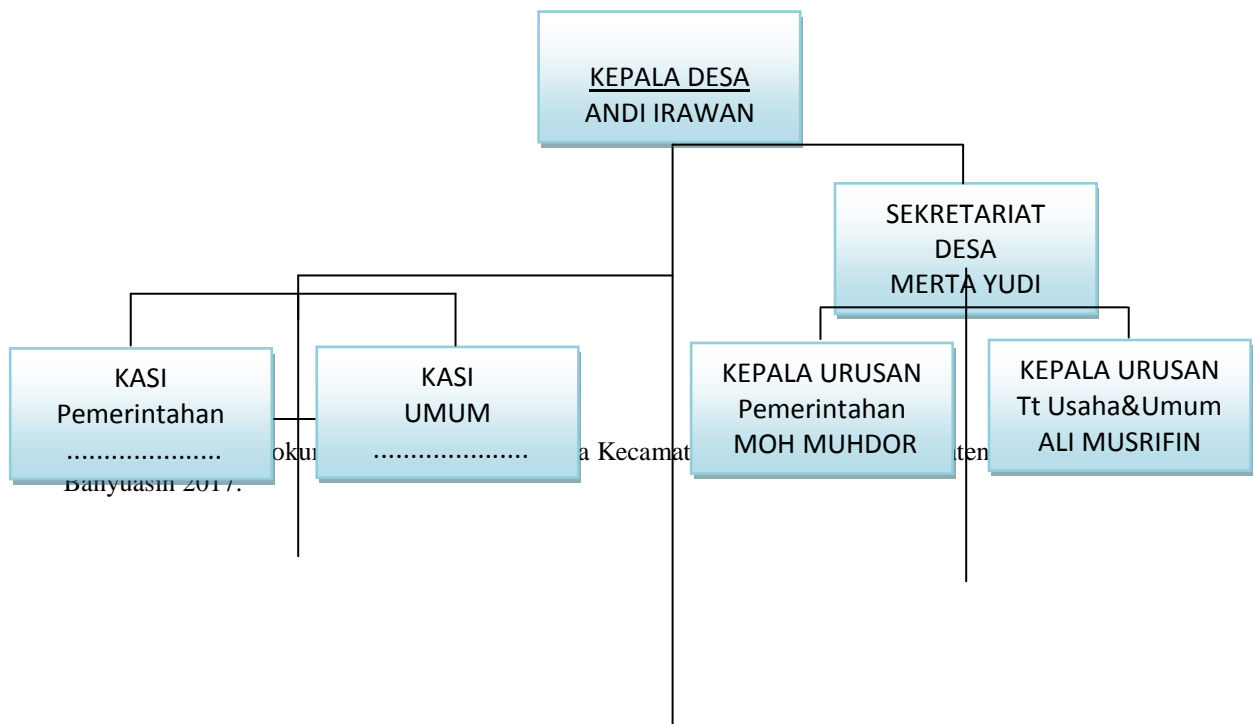 KEPALA DESA
ANDI IRAWAN
SEKRETARIAT
DESA
MERTA YUDI
KASI
Pemerintahan
.....................
KASI
UMUM
.....................
KEPALA URUSAN
Pemerintahan
MOH MUHDOR
KEPALA URUSAN
Tt Usaha&Umum
ALI MUSRIFIN
Banyuasin 2017.